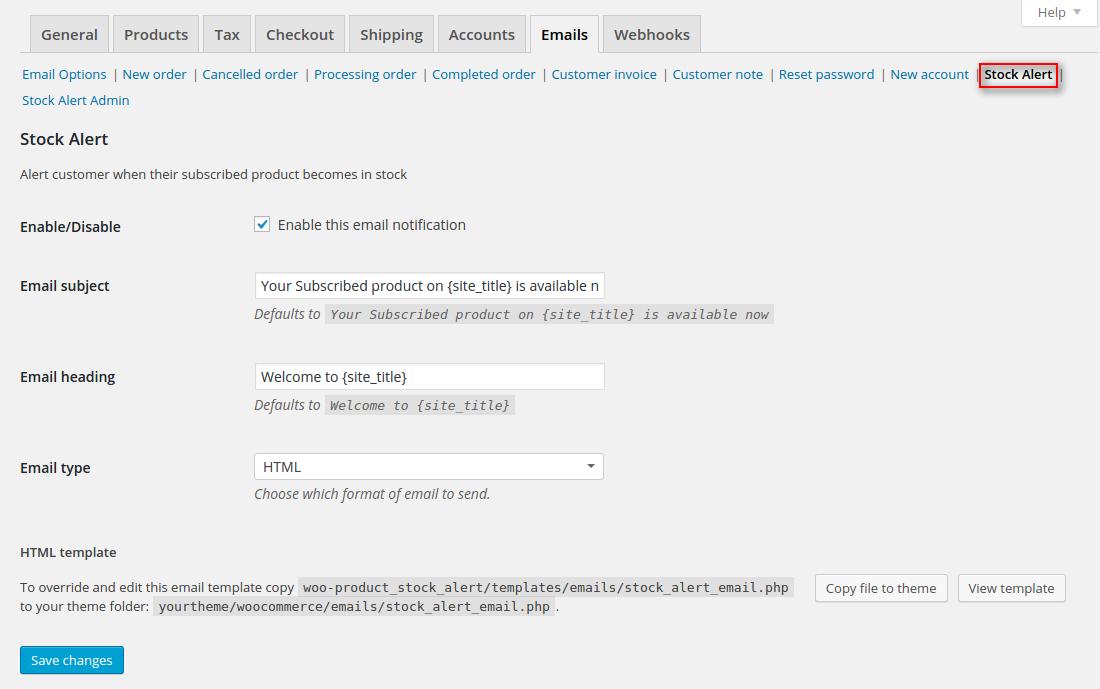 Help
General Products Tax Checkout Shipping Accounts Emails Webhooks
Email Options | New order | Cancelled order | Processing order | Completed order | Customer invoice | Customer note | Reset password | New account | Stock Alert |
Stock Alert Admin
Stock Alert
Alert customer when their subscribed product becomes in stock
Enable/Disable Enable this email notification
Email subject Your Subscribed product on {site_title} is available n
Defaults to Your Subscribed product on {site_title} is available now
Email heading Welcome to {site_title}
Defaults to Welcome to {site_title}
Email type HTML
Choose which format of email to send.
HTML template
To override and edit this email template copy woo-product_stock_alert/templates/emails/stock_alert_email.php Copy file to theme View template
to your theme folder: yourtheme/woocommerce/emails/stock_alert_email.php .
Save changes